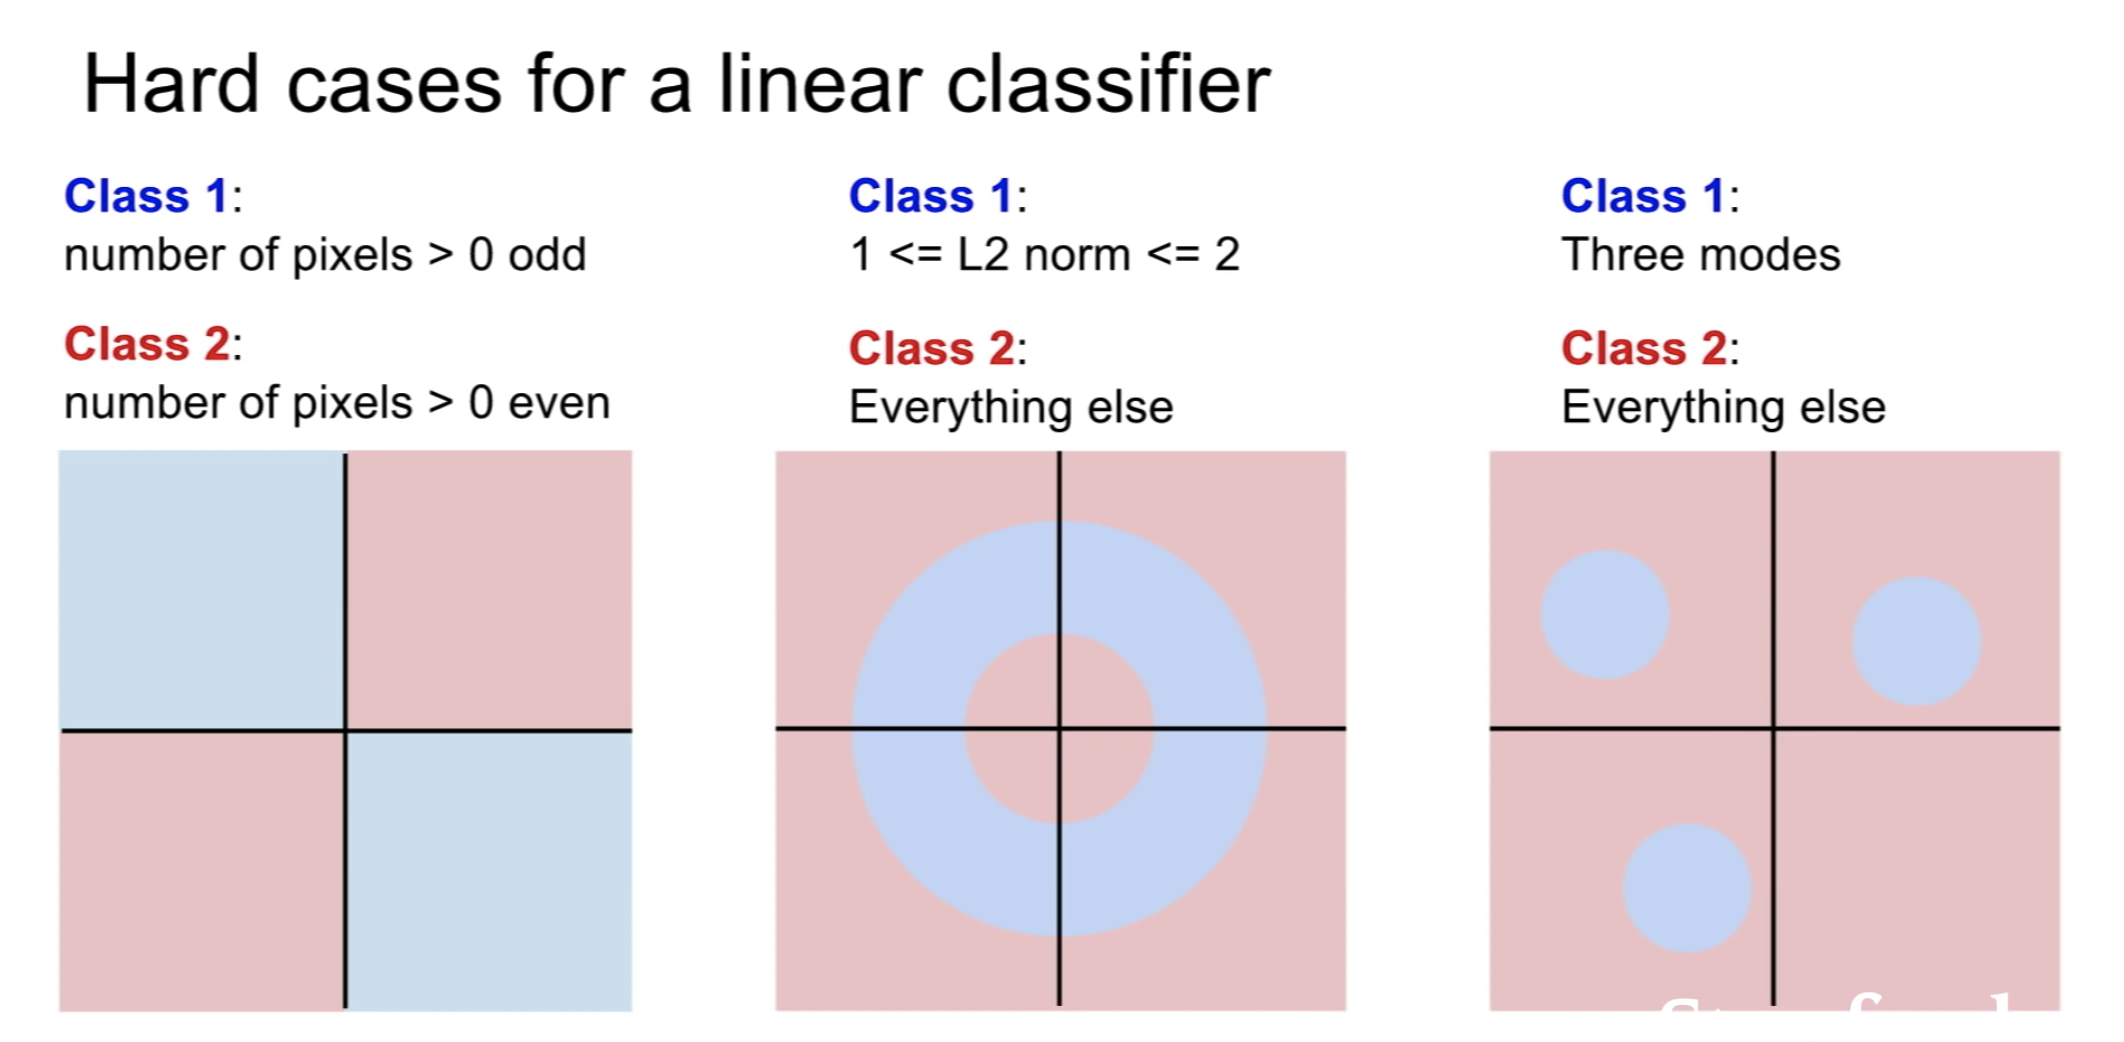 Hard cases for a linear classifier
Class 1:
number of pixels > 0 odd
Class 2:
number of pixels > 0 even
Class 1:
1 <= L2 norm <= 2
Class 2:
Everything else
Class 1:
Three modes
Class 2:
Everything else